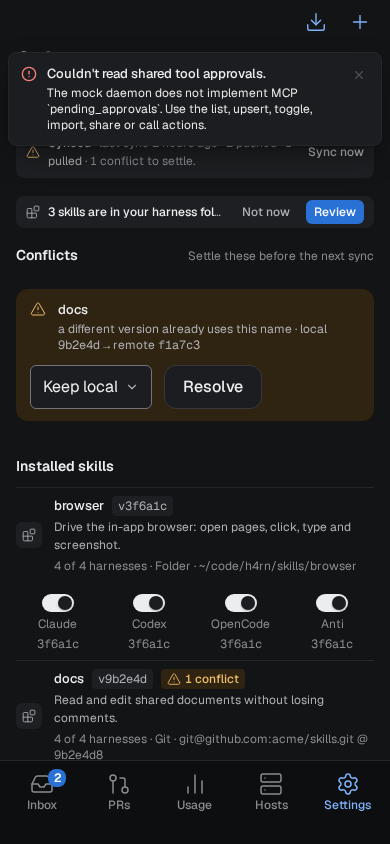 Couldn't read shared tool approvals.
The mock daemon does not implement MCP
`pending_approvals`. Use the list, upsert, toggle,
import, share or call actions.
pulled · 1 conflict to settle.
Sync now
3 skills are in your harness fol…
Not now
Review
Conflicts
Settle these before the next sync
docs
a different version already uses this name · local
9b2e4d→remote f1a7c3
Keep local
Resolve
Installed skills
browser
v3f6a1c
Drive the in-app browser: open pages, click, type and
screenshot.
4 of 4 harnesses · Folder · ~/code/h4rn/skills/browser
Claude
Codex
OpenCode
Anti
3f6a1c
3f6a1c
3f6a1c
3f6a1c
docs
v9b2e4d
1 conflict
Read and edit shared documents without losing
comments.
4 of 4 harnesses · Git · git@github.com:acme/skills.git @
9b2e4d8
2
Inbox
PRs
Usage
Hosts
Settings